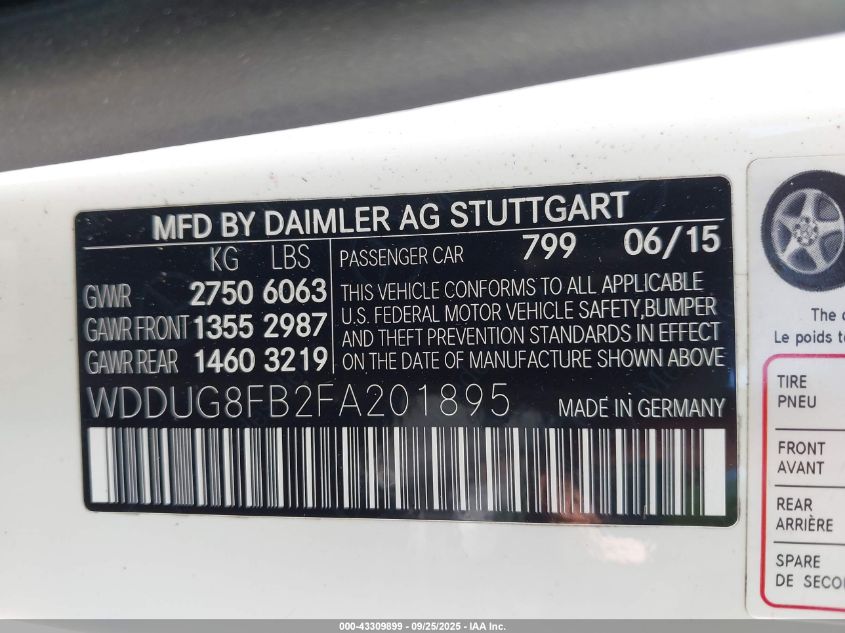 MFD BY DAIMLER AG STUTTGART
KG LBS
PASSENGER CAR 799 06/15
GVWR 2750 6063
GAWR FRONT 1355 2987
GAWR REAR 1460 3219
THIS VEHICLE CONFORMS TO ALL APPLICABLE
U.S. FEDERAL MOTOR VEHICLE SAFETY,BUMPER
AND THEFT PREVENTION STANDARDS IN EFFECT
ON THE DATE OF MANUFACTURE SHOWN ABOVE
WDDUG8FB2FA201895 MADE IN GERMANY
The
Le poids
TIRE
PNEU
FRONT
AVANT
REAR
ARRIÈRE
SPARE
DE
000-43309899 - 09/25/2025 - IAA Inc.